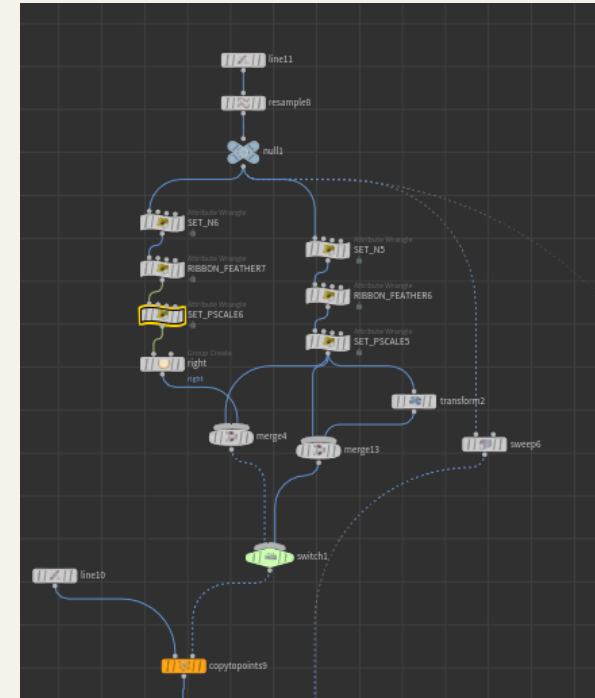 line11
resample8
null1
Attribute Wrangle
SET_N6
Attribute Wrangle
SET_N5
Attribute Wrangle
RIBBON_FEATHER7
Attribute Wrangle
RIBBON_FEATHER6
Attribute Wrangle
SET_PSCALE6
Attribute Wrangle
SET_PSCALE5
Group Create
right
right
transform2
merge4
merge13
sweep6
switch1
line10
copytopoints9